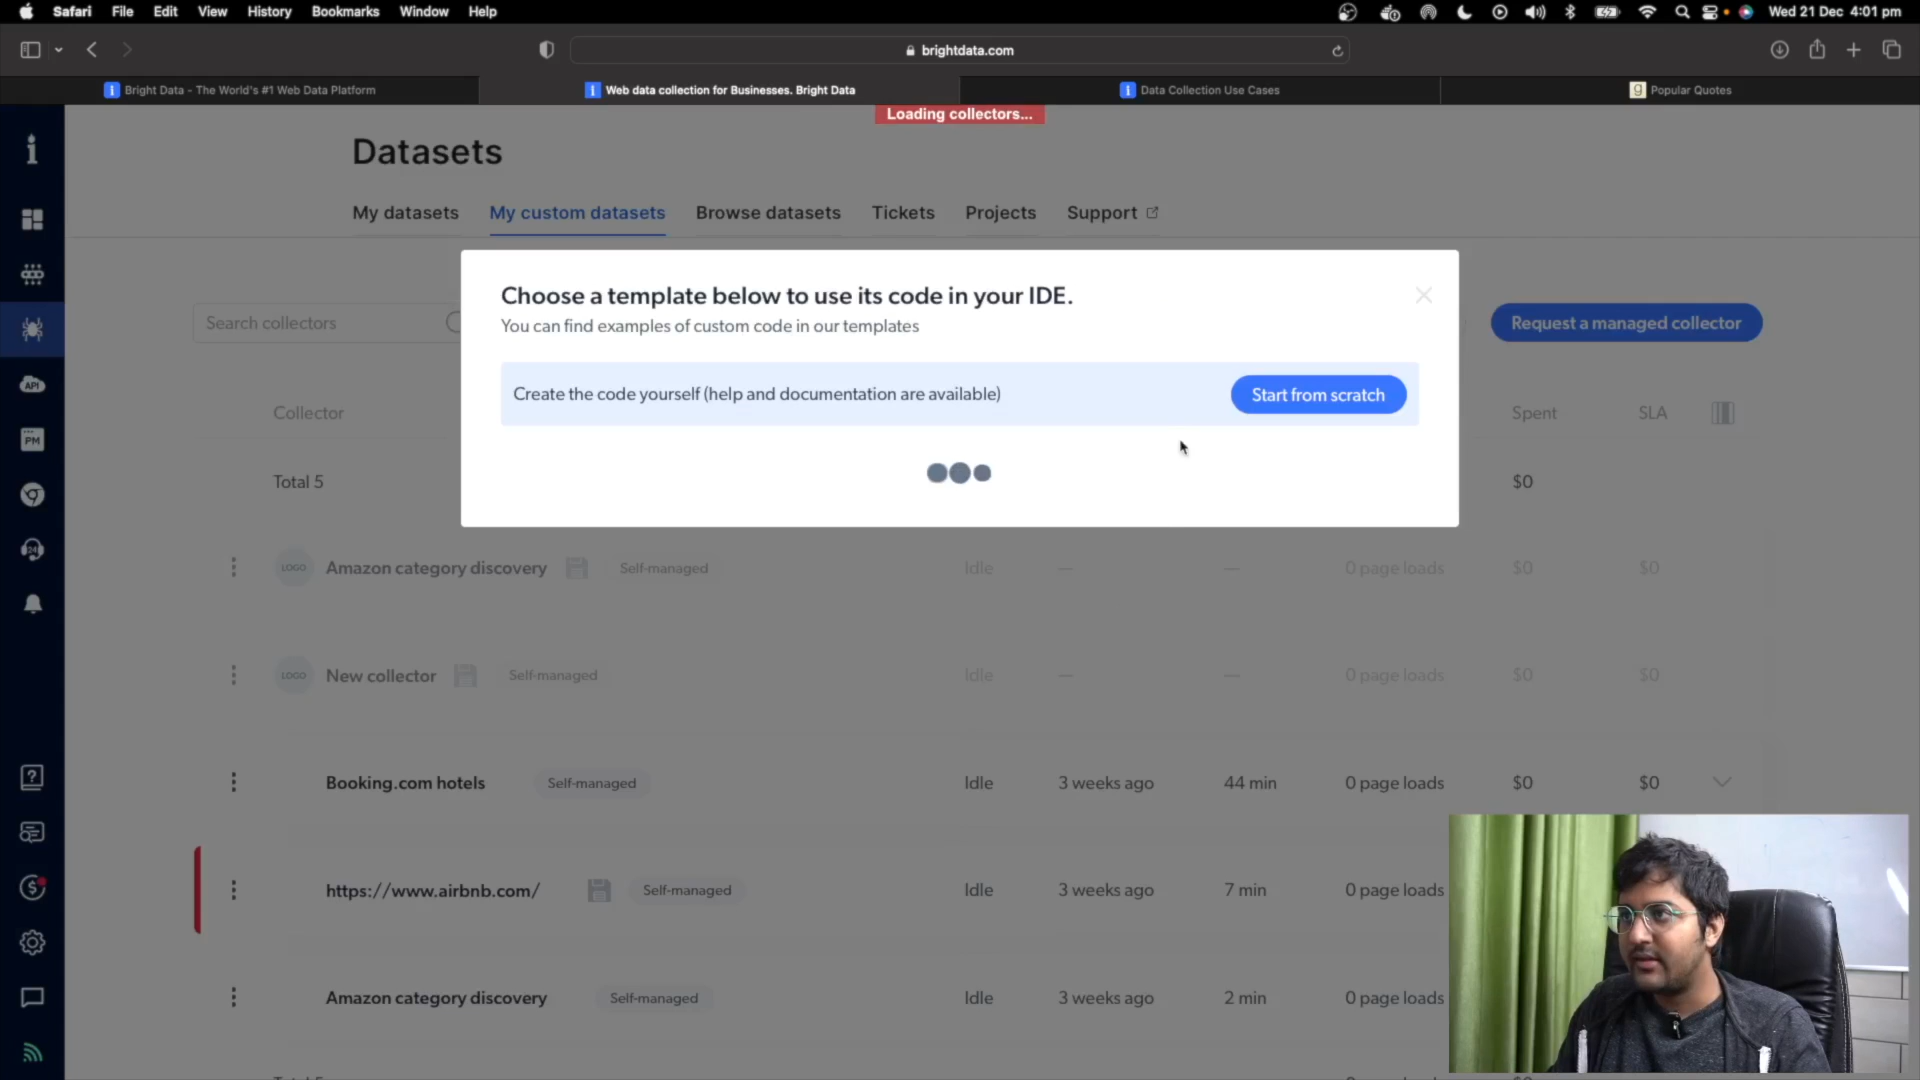 Safari File Edit View History Bookmarks Window Help Wed 21 Dec 4:01 pm
brightdata.com
Bright Data - The World's #1 Web Data Platform
Web data collection for Businesses. Bright Data
Data Collection Use Cases
g Popular Quotes
Loading collectors...
Datasets
My datasets My custom datasets Browse datasets Tickets Projects Support
Choose a template below to use its code in your IDE.
You can find examples of custom code in our templates
Search collectors
Request a managed collector
Create the code yourself (help and documentation are available) Start from scratch
API
Collector Spent SLA
PM
Total 5 $0
24
LOGO Amazon category discovery Self-managed Idle — — 0 page loads $0 $0
LOGO New collector Self-managed Idle — — 0 page loads $0 $0
Booking.com hotels Self-managed Idle 3 weeks ago 44 min 0 page loads $0 $0
https://www.airbnb.com/ Self-managed Idle 3 weeks ago 7 min 0 page loads
Amazon category discovery Self-managed Idle 3 weeks ago 2 min 0 page loads